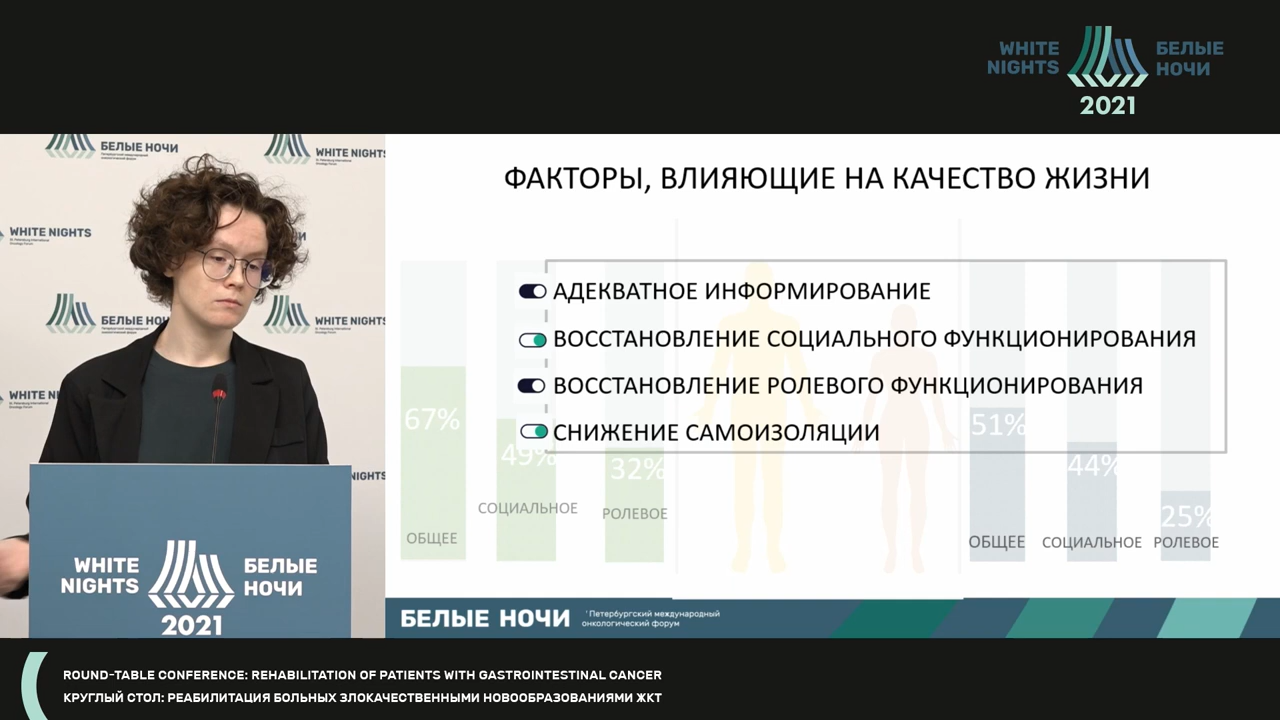 WHITE
NIGHTS
БЕЛЫЕ
НОЧИ
2021
БЕЛЫЕ НОЧИ
WHITE NIGHTS
WHITE NIGHTS
БЕЛЫЕ НОЧИ
WHITE NIGHTS
ФАКТОРЫ, ВЛИЯЮЩИЕ НА КАЧЕСТВО ЖИЗНИ
АДЕКВАТНОЕ ИНФОРМИРОВАНИЕ
ВОССТАНОВЛЕНИЕ СОЦИАЛЬНОГО ФУНКЦИОНИРОВАНИЯ
ВОССТАНОВЛЕНИЕ РОЛЕВОГО ФУНКЦИОНИРОВАНИЯ
СНИЖЕНИЕ САМОИЗОЛЯЦИИ
67%
49%
32%
ОБЩЕЕ
СОЦИАЛЬНОЕ
РОЛЕВОЕ
51%
44%
25%
ОБЩЕЕ
СОЦИАЛЬНОЕ
РОЛЕВОЕ
WHITE
NIGHTS
БЕЛЫЕ
НОЧИ
2021
БЕЛЫЕ НОЧИ
Петербургский международный
онкологический форум
ROUND-TABLE CONFERENCE: REHABILITATION OF PATIENTS WITH GASTROINTESTINAL CANCER
КРУГЛЫЙ СТОЛ: РЕАБИЛИТАЦИЯ БОЛЬНЫХ ЗЛОКАЧЕСТВЕННЫМИ НОВООБРАЗОВАНИЯМИ ЖКТ